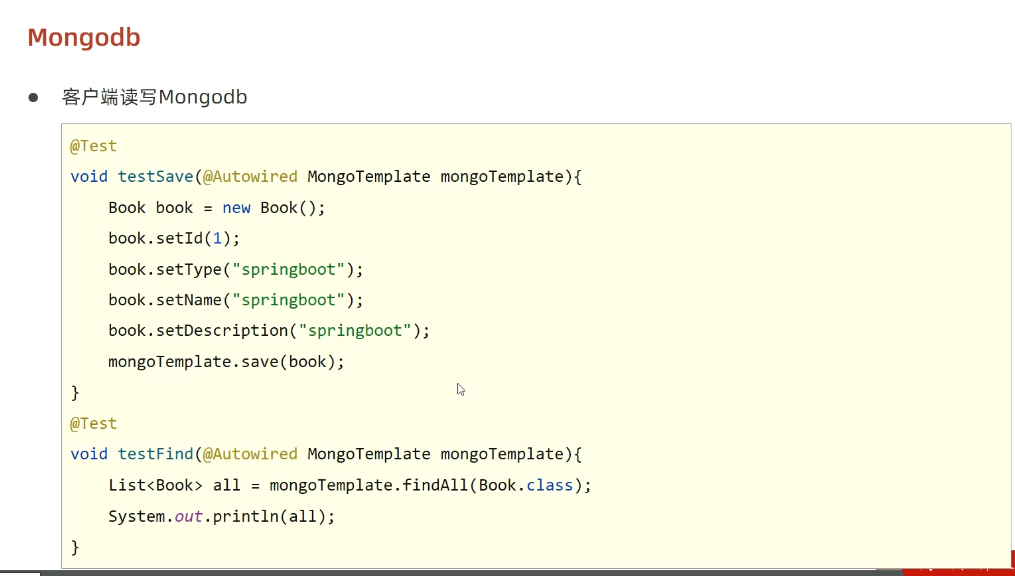 Mongodb
● 客户端读写Mongodb
@Test
void testSave(@Autowired MongoTemplate mongoTemplate){
    Book book = new Book();
    book.setId(1);
    book.setType("springboot");
    book.setName("springboot");
    book.setDescription("springboot");
    mongoTemplate.save(book);
}
@Test
void testFind(@Autowired MongoTemplate mongoTemplate){
    List<Book> all = mongoTemplate.findAll(Book.class);
    System.out.println(all);
}